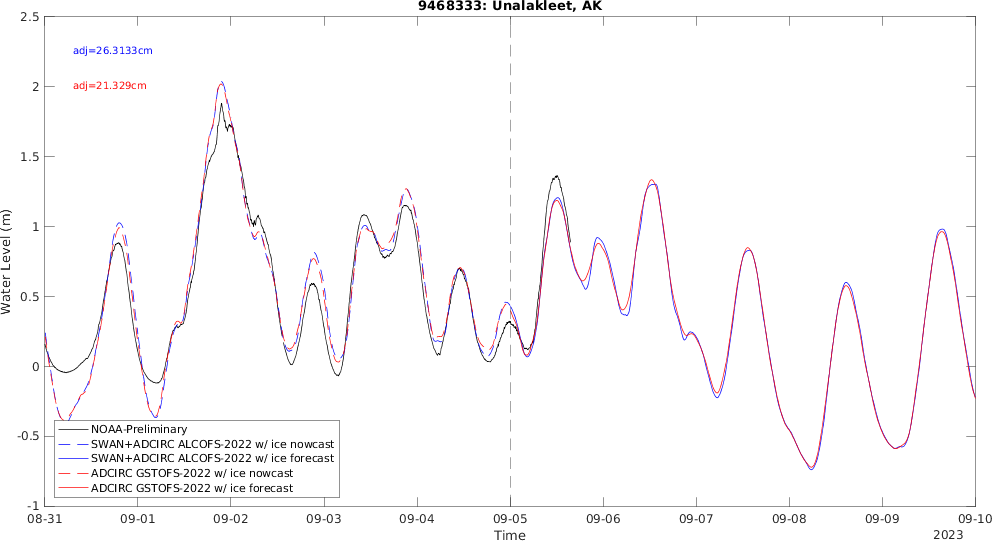 9468333: Unalakleet, AK
2.5
adj=26.3133cm
2
adj=21.329cm
1.5
1
Water Level (m)
0.5
0
-0.5
-1
NOAA-Preliminary
SWAN+ADCIRC ALCOFS-2022 w/ ice nowcast
SWAN+ADCIRC ALCOFS-2022 w/ ice forecast
ADCIRC GSTOFS-2022 w/ ice nowcast
ADCIRC GSTOFS-2022 w/ ice forecast
08-31 09-01 09-02 09-03 09-04 09-05 09-06 09-07 09-08 09-09 09-10
Time
2023